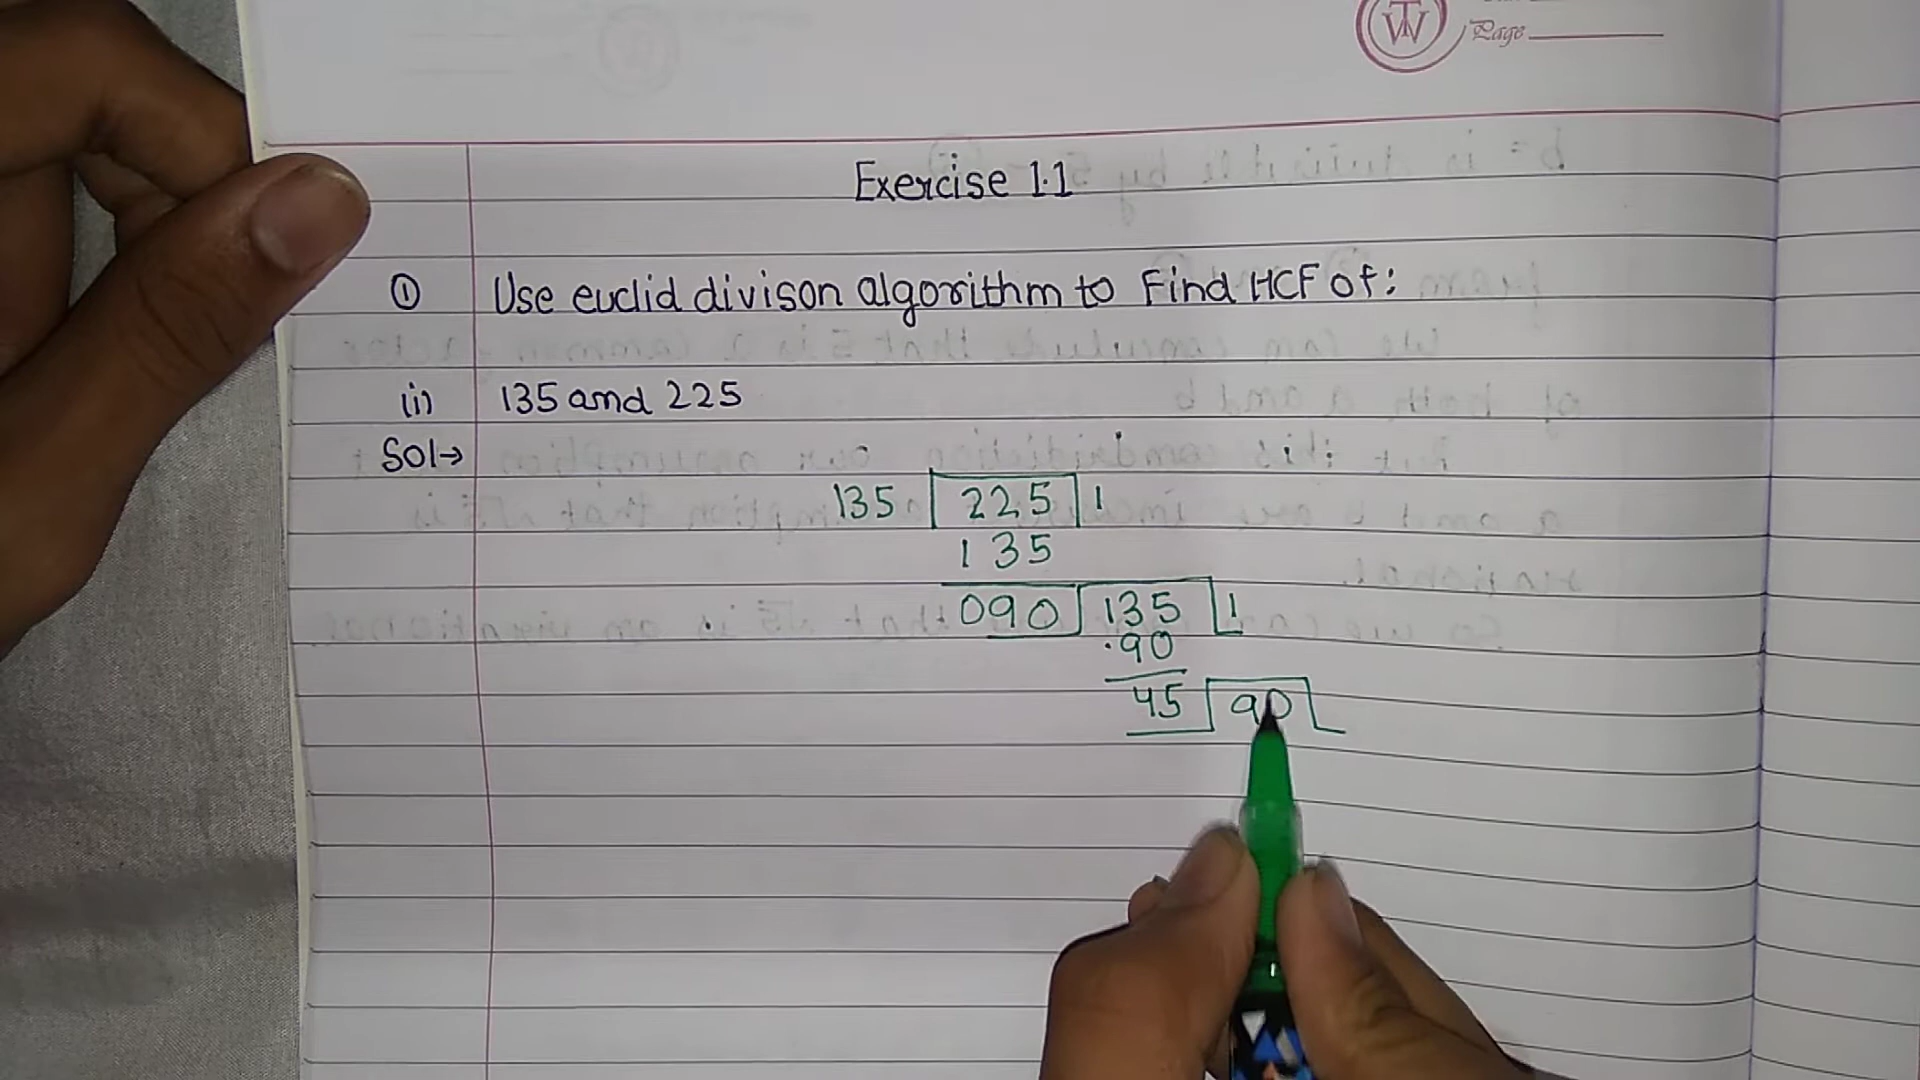 TW
Page
Exercise 1.1
① Use euclid divison algorithm to Find HCF of:
(i) 135 and 225
Sol→
135 225 1
135
090 135 1
90
45 90